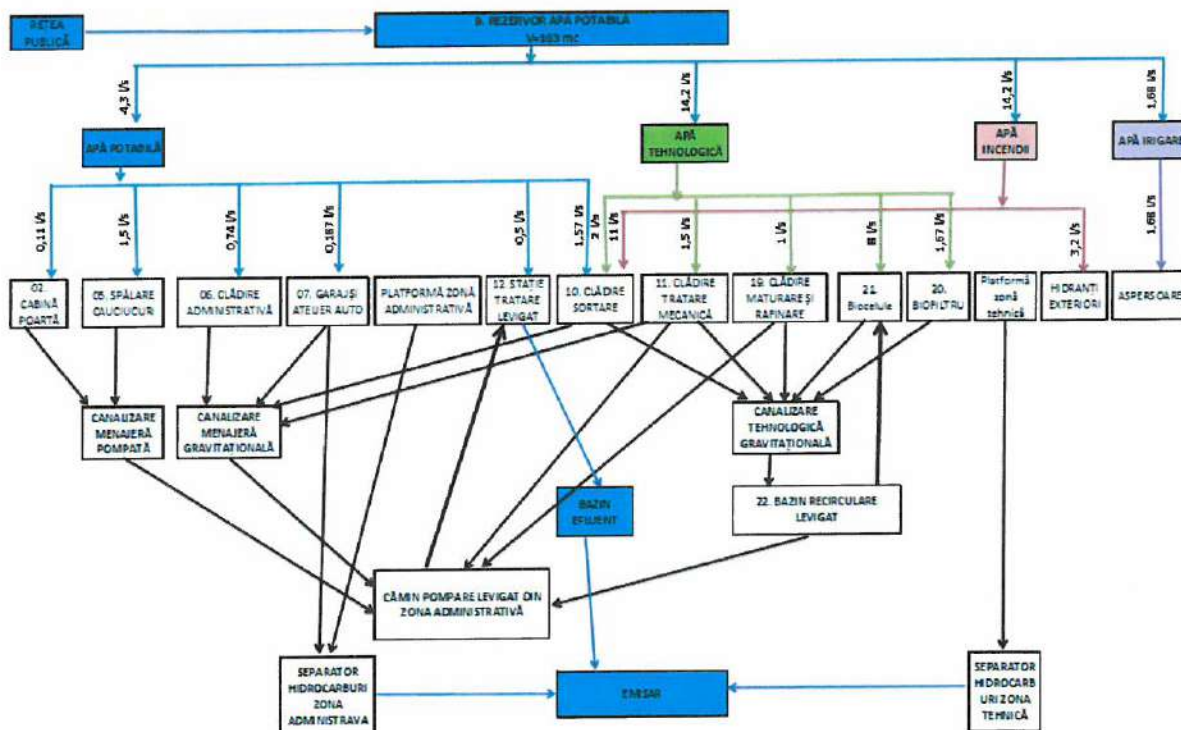 REȚEA
PUBLICĂ
9. REZERVOR APĂ POTABILĂ
V=163 mc
4,3 l/s
14,2 l/s
14,2 l/s
1,68 l/s
APĂ POTABILĂ
APĂ
TEHNOLOGICĂ
APĂ
INCENDII
APĂ IRIGARE
0,11 l/s
1,5 l/s
0,74 l/s
0,187 l/s
0,5 l/s
1,57 l/s
2 l/s
11 l/s
1,5 l/s
1 l/s
8 l/s
1,67 l/s
3,2 l/s
1,68 l/s
02.
CABINĂ
POARTĂ
05. SPĂLARE
CAUCIUCURI
06. CLĂDIRE
ADMINISTRATIVĂ
07. GARAJ ȘI
ATELIER AUTO
PLATFORMĂ ZONĂ
ADMINISTRATIVĂ
12. STATIE
TRATARE
LEVIGAT
10. CLĂDIRE
SORTARE
11. CLĂDIRE
TRATARE
MECANICĂ
19. CLĂDIRE
MATURARE ȘI
RAFINARE
21.
Biocelule
20.
BIOFILTRU
Platformă
zonă
tehnică
HIDRANȚI
EXTERIORI
ASPERSOARE
CANALIZARE
MENAJERĂ
POMPATĂ
CANALIZARE
MENAJERĂ
GRAVITAȚIONALĂ
CANALIZARE
TEHNOLOGICĂ
GRAVITAȚIONALĂ
BAZIN
EFLUENT
22. BAZIN RECIRCULARE
LEVIGAT
CĂMIN POMPARE LEVIGAT DIN
ZONA ADMINISTRATIVĂ
SEPARATOR
HIDROCARBURI
ZONA
ADMINISTRAVA
EMISAR
SEPARATOR
HIDROCARB
URI ZONA
TEHNICĂ